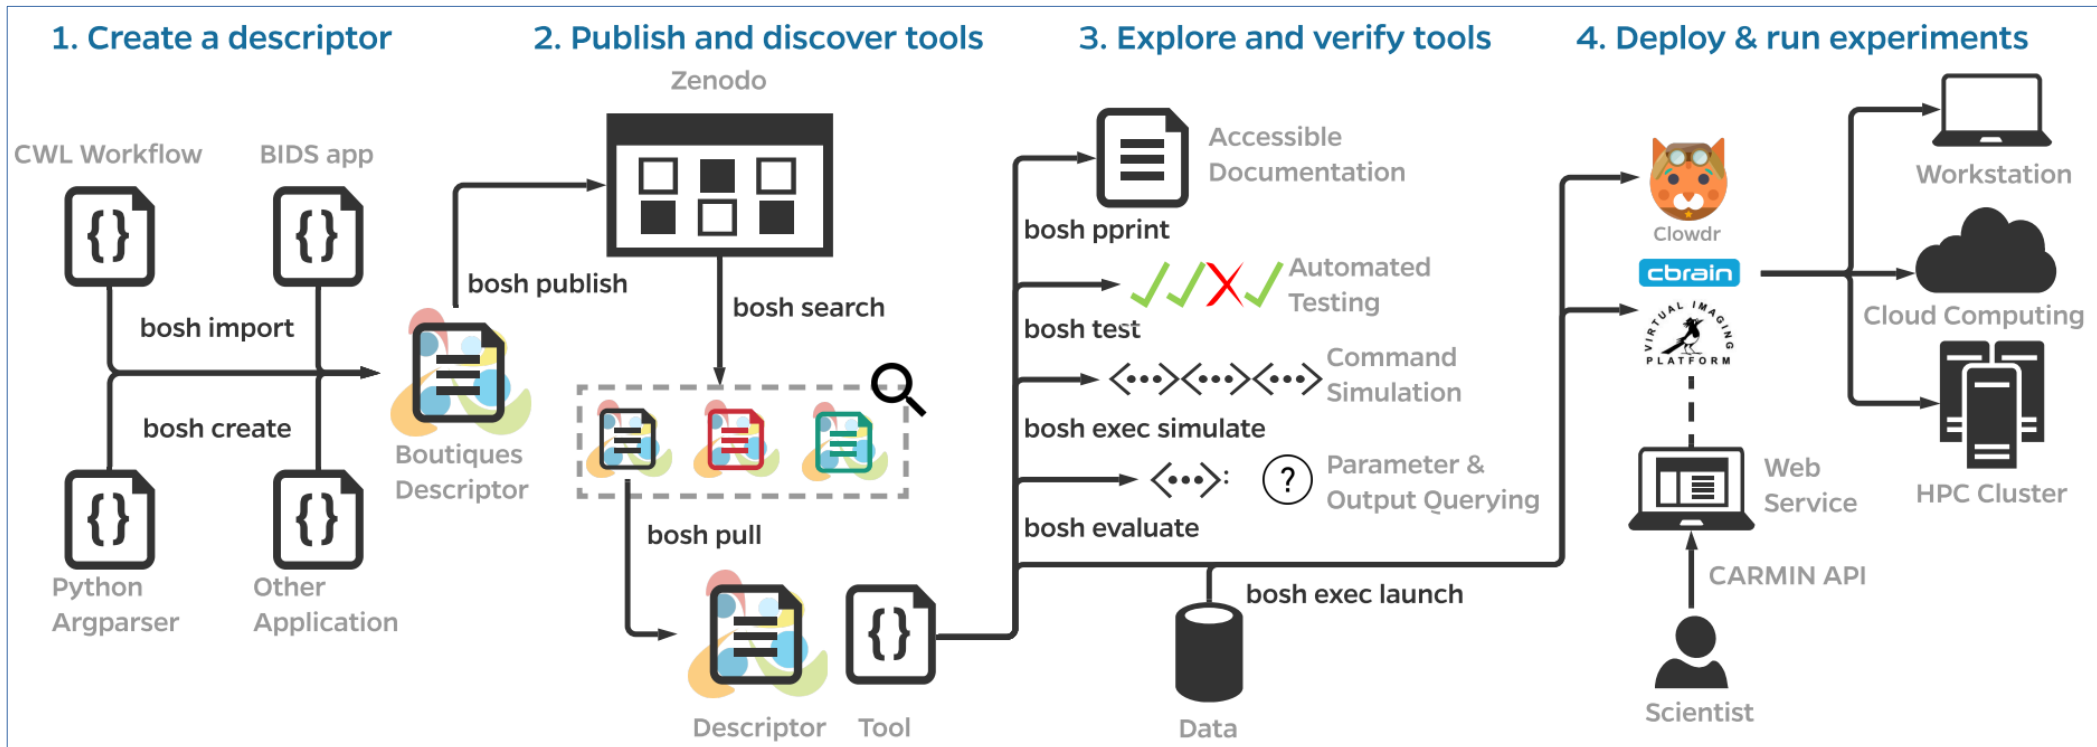 1. Create a descriptor
2. Publish and discover tools
3. Explore and verify tools
4. Deploy & run experiments
CWL Workflow
BIDS app
{}
{}
bosh import
bosh create
{}
{}
Python
Argparser
Other
Application
Boutiques
Descriptor
bosh publish
Zenodo
bosh search
bosh pull
Descriptor
{}
Tool
Accessible
Documentation
bosh pprint
Automated
Testing
bosh test
<···><···><···>
Command
Simulation
bosh exec simulate
<···>:
?
Parameter &
Output Querying
bosh evaluate
bosh exec launch
Data
Clowdr
cbrain
VIRTUAL IMAGING
PLATFORM
Web
Service
CARMIN API
Scientist
Workstation
Cloud Computing
HPC Cluster